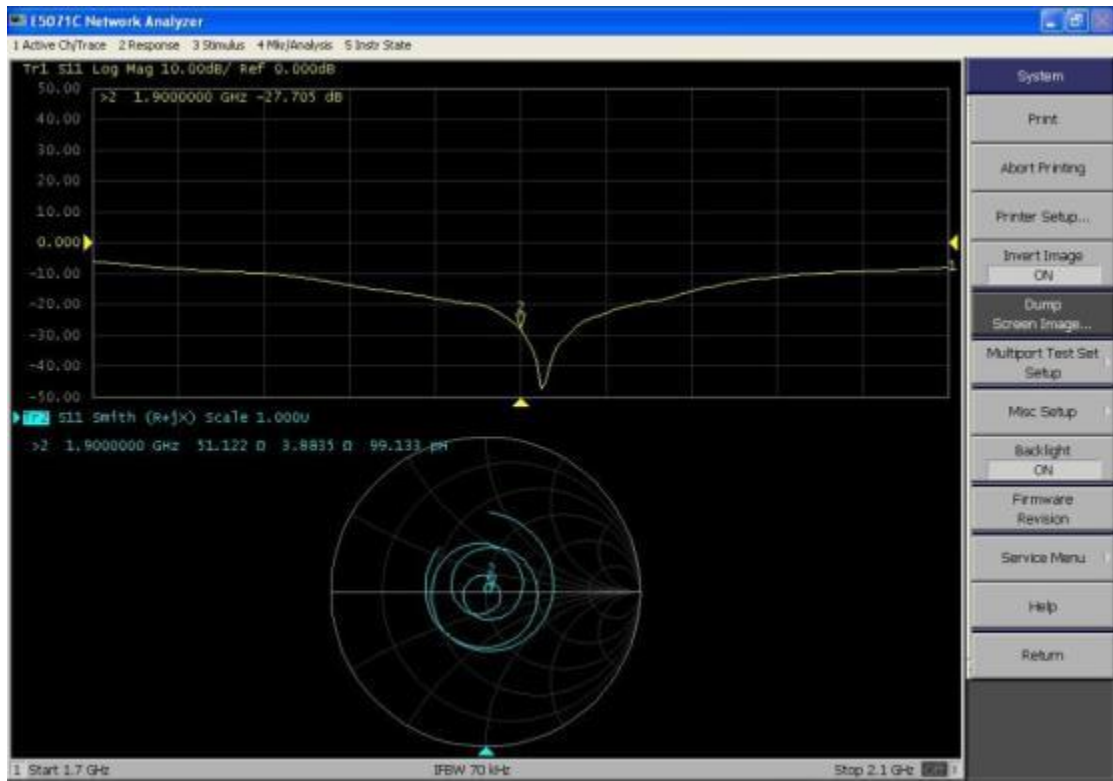 E5071C Network Analyzer
1 Active Ch/Trace 2 Response 3 Stimulus 4 Mkr/Analysis 5 Instr State
Tr1 S11 Log Mag 10.00dB/ Ref 0.000dB
50.00
>2 1.9000000 GHz -27.705 dB
40.00
30.00
20.00
10.00
0.000
-10.00
-20.00
-30.00
-40.00
-50.00
2
1
Tr2 S11 Smith (R+jX) Scale 1.000U
>2 1.9000000 GHz 51.122 Ω 3.8835 Ω 99.133 pH
2
System
Print
Abort Printing
Printer Setup...
Invert Image
ON
Dump
Screen Image...
Multiport Test Set
Setup
Misc Setup
Backlight
ON
Firmware
Revision
Service Menu
Help
Return
1 Start 1.7 GHz IFBW 70 kHz Stop 2.1 GHz